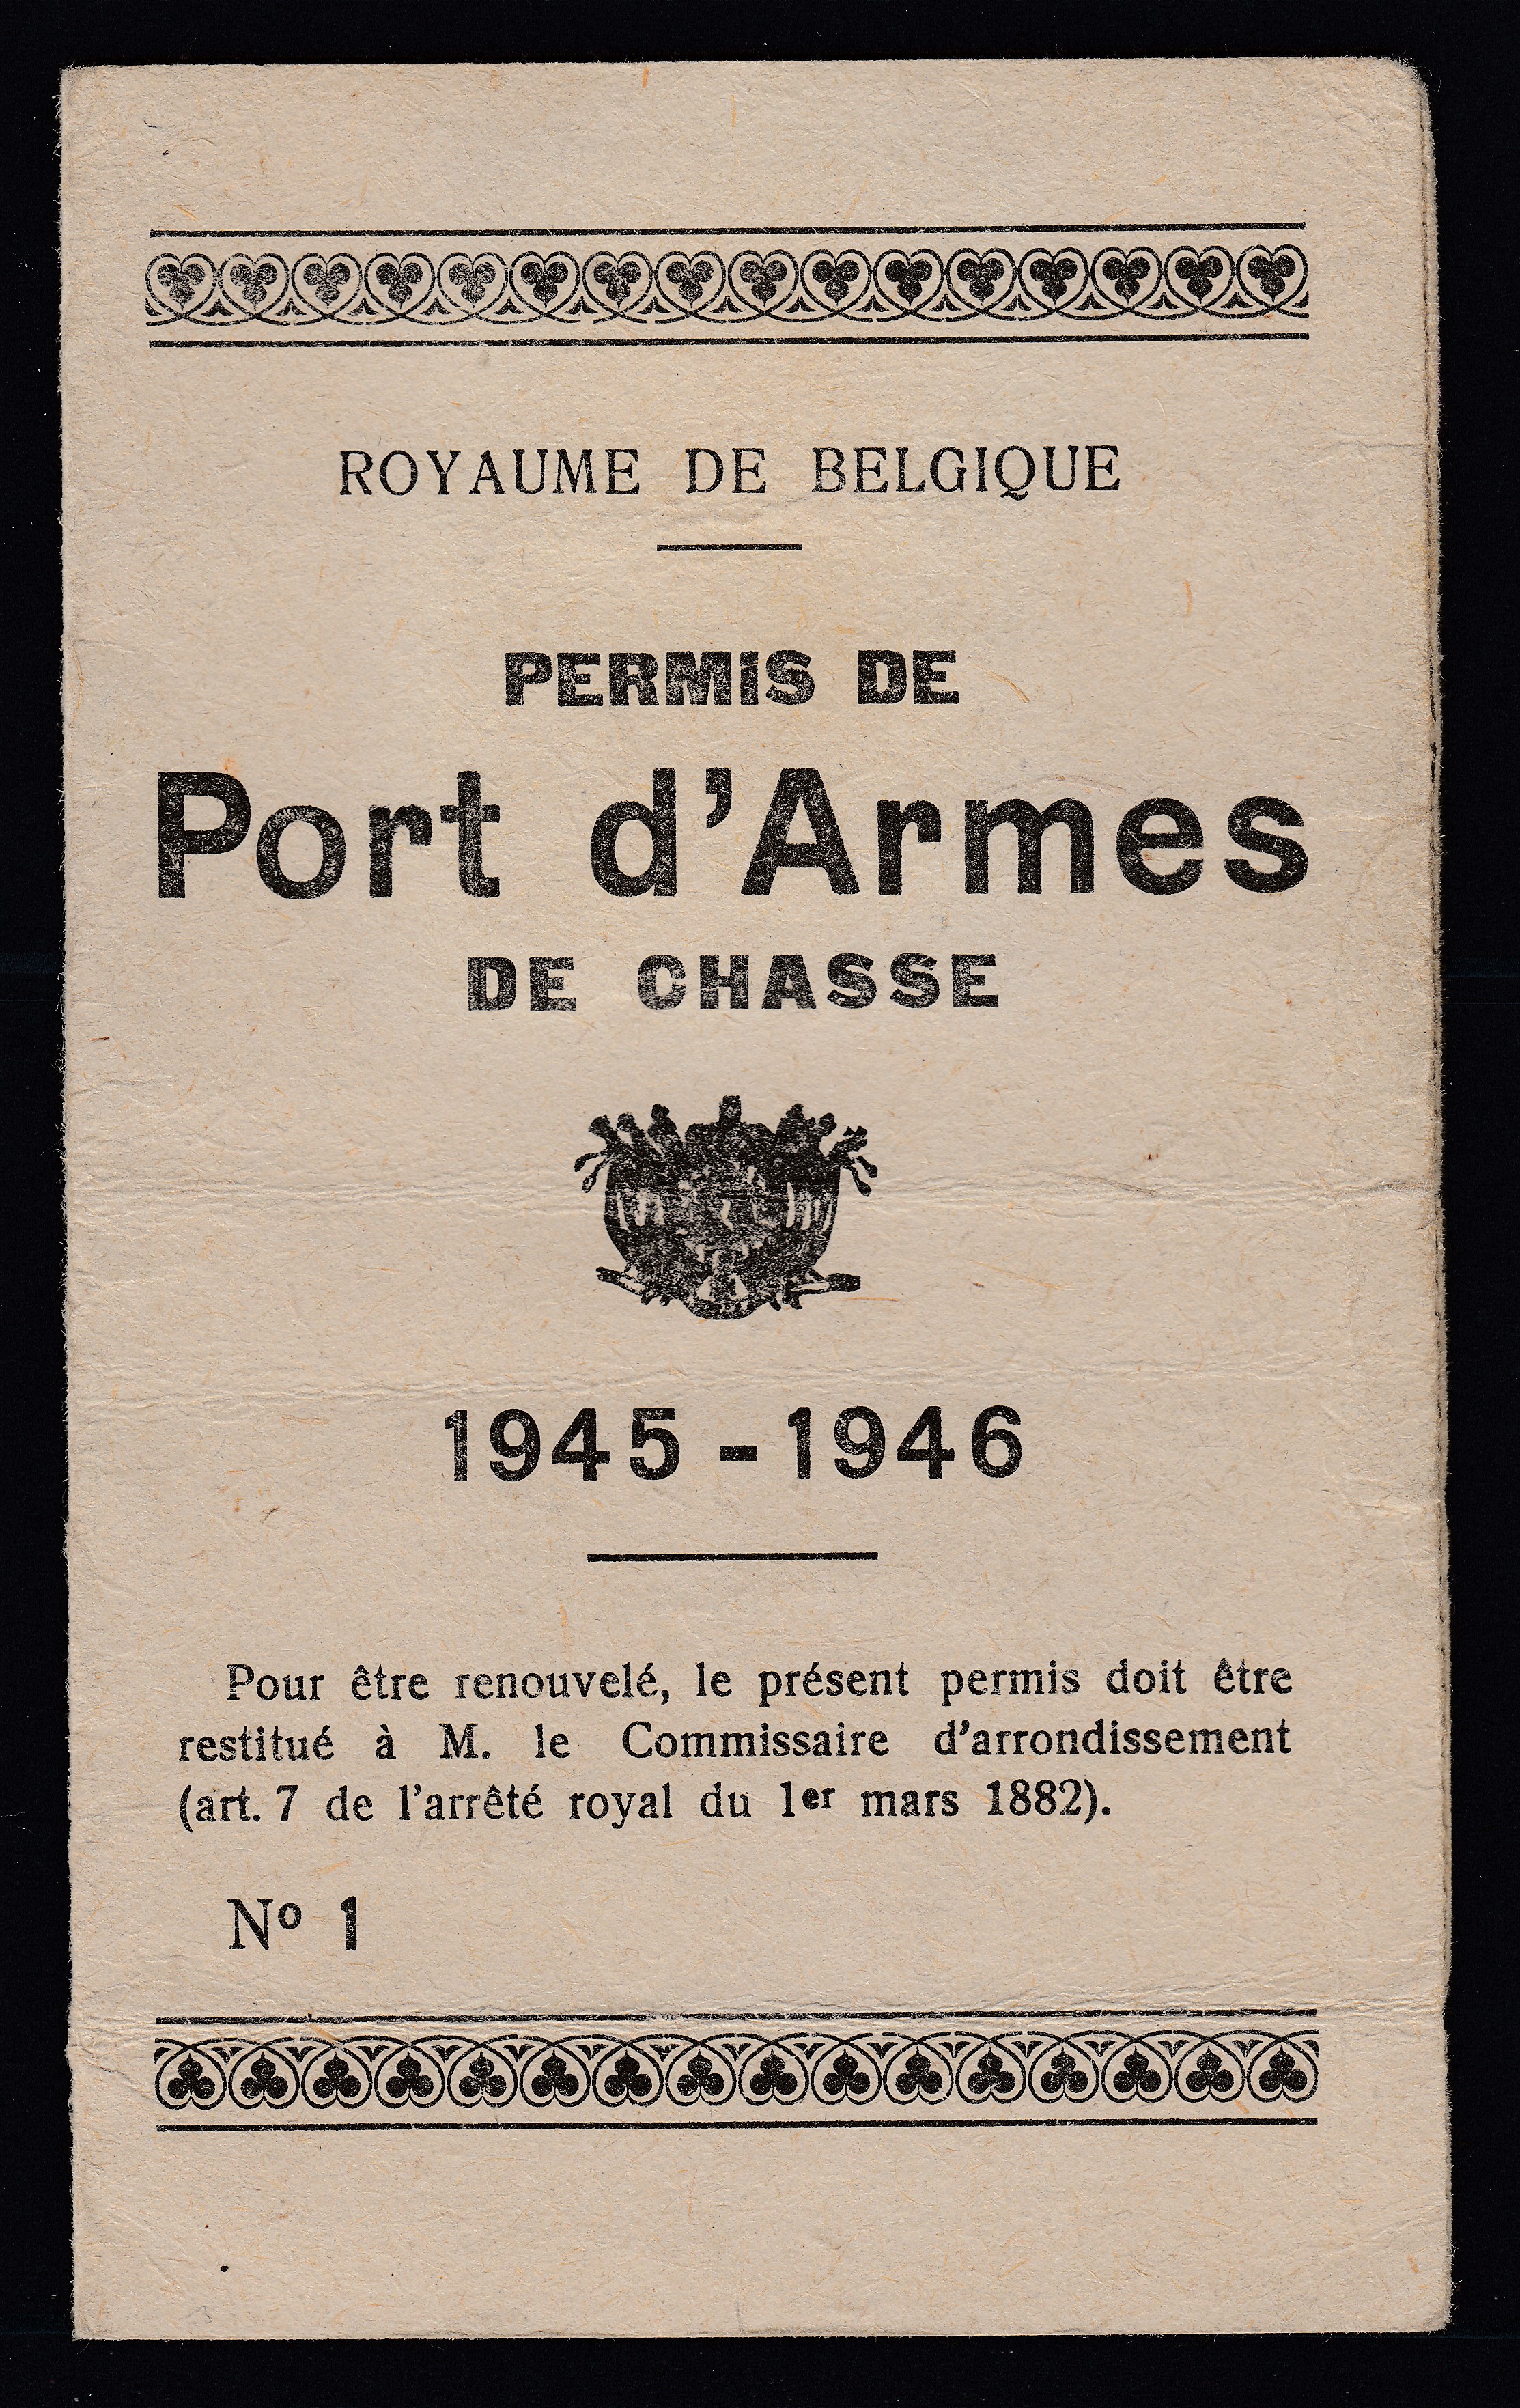 ROYAUME DE BELGIQUE
PERMIS DE
Port d'Armes
DE CHASSE
1945 - 1946
Pour être renouvelé, le présent permis doit être
restitué à M. le Commissaire d'arrondissement
(art. 7 de l'arrêté royal du 1er mars 1882).
Nº 1